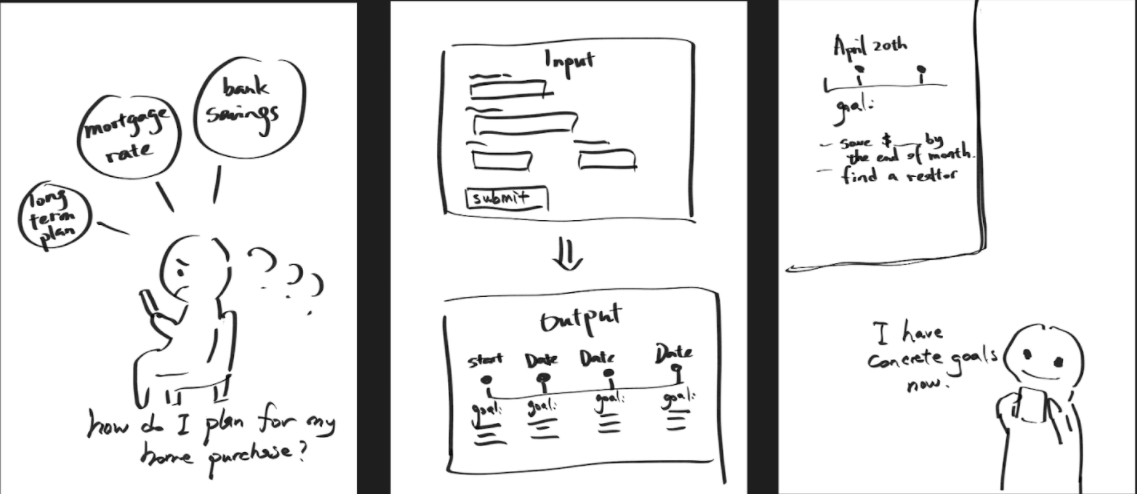 bank
savings
mortgage
rate
long
term
plan
???
how do I plan for my
home purchase?
Input
submit
Output
start Date Date Date
goal: goal: goal: goal:
April 20th
goal:
- save $__ by
the end of month.
- find a realtor
I have
concrete goals
now.